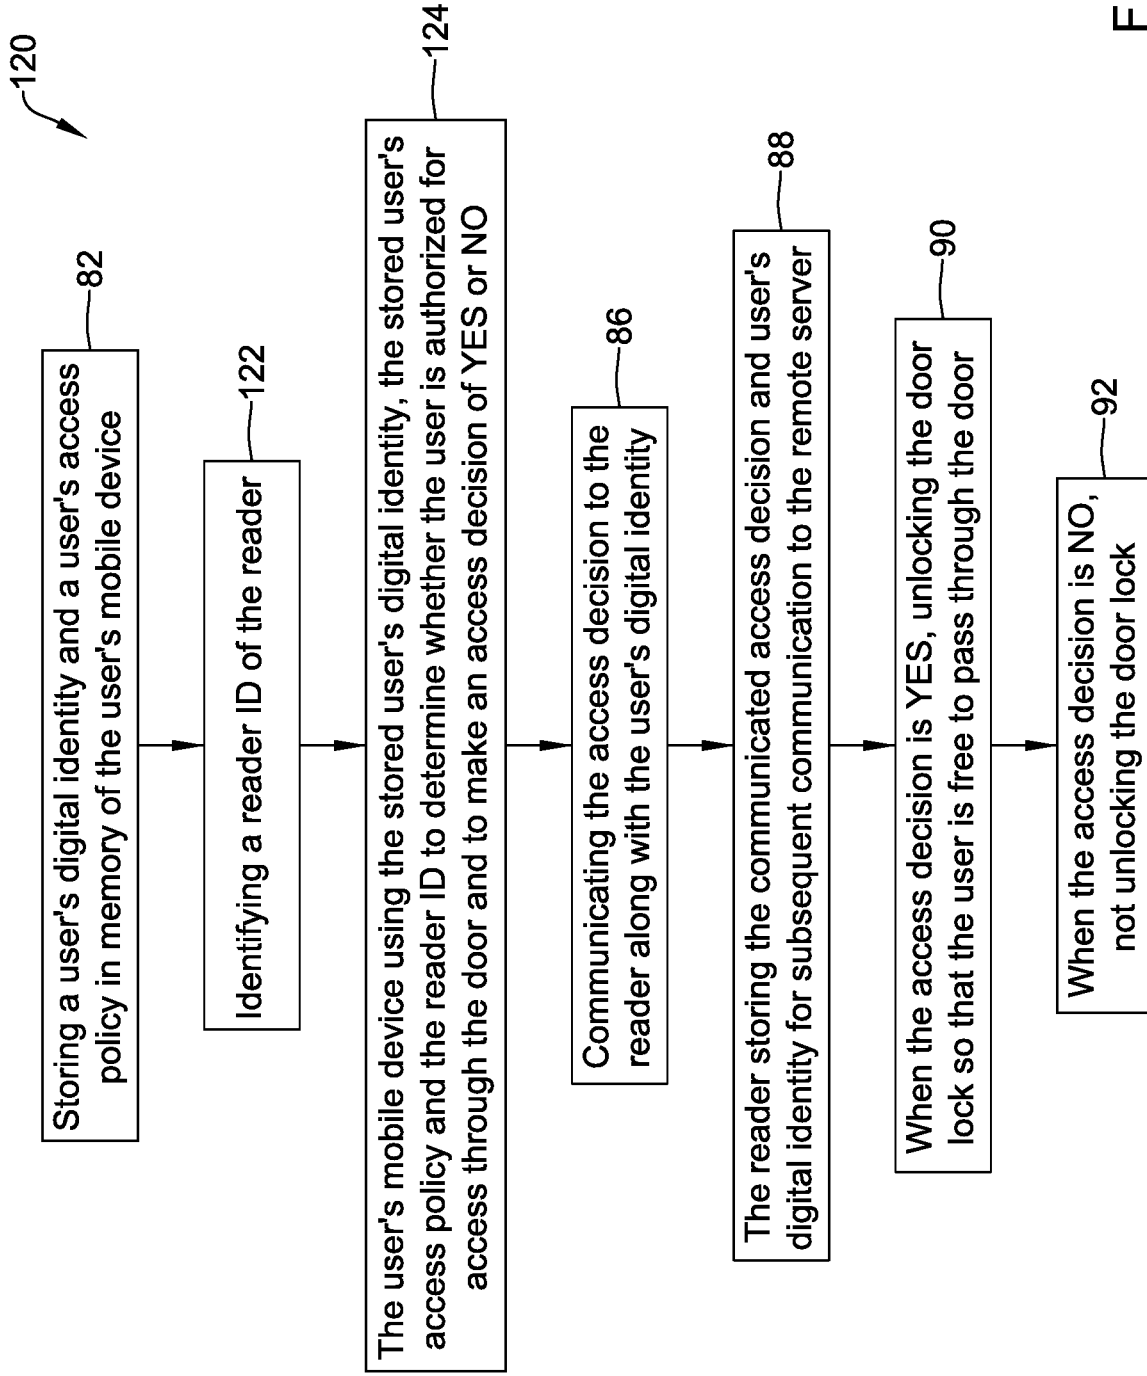 120
Storing a user's digital identity and a user's access
policy in memory of the user's mobile device
82
Identifying a reader ID of the reader
122
The user's mobile device using the stored user's digital identity, the stored user's
access policy and the reader ID to determine whether the user is authorized for
access through the door and to make an access decision of YES or NO
124
Communicating the access decision to the
reader along with the user's digital identity
86
The reader storing the communicated access decision and user's
digital identity for subsequent communication to the remote server
88
When the access decision is YES, unlocking the door
lock so that the user is free to pass through the door
90
When the access decision is NO,
not unlocking the door lock
92
F